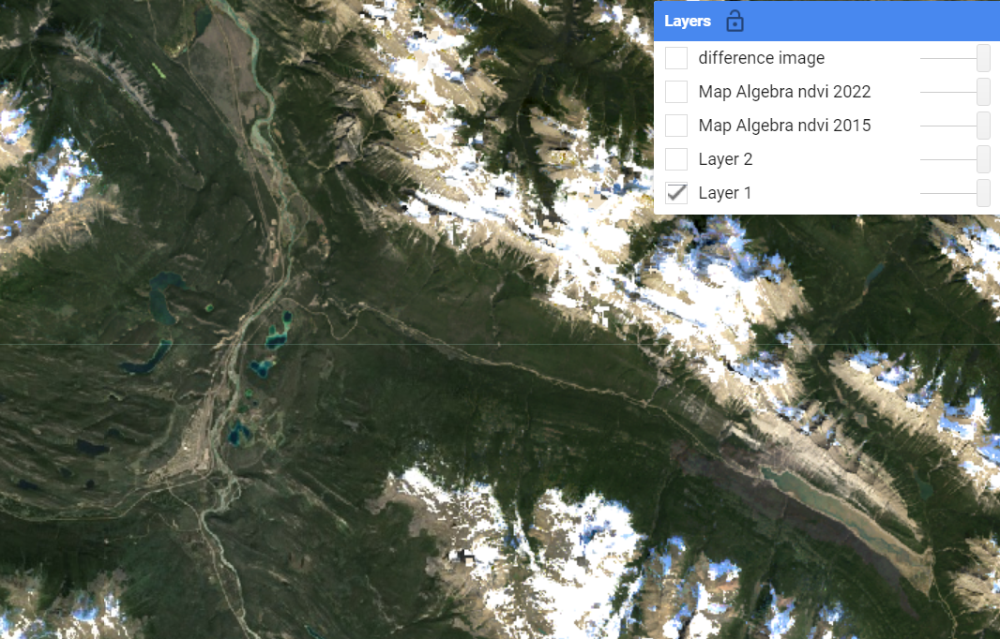 Layers
difference image
Map Algebra ndvi 2022
Map Algebra ndvi 2015
Layer 2
Layer 1